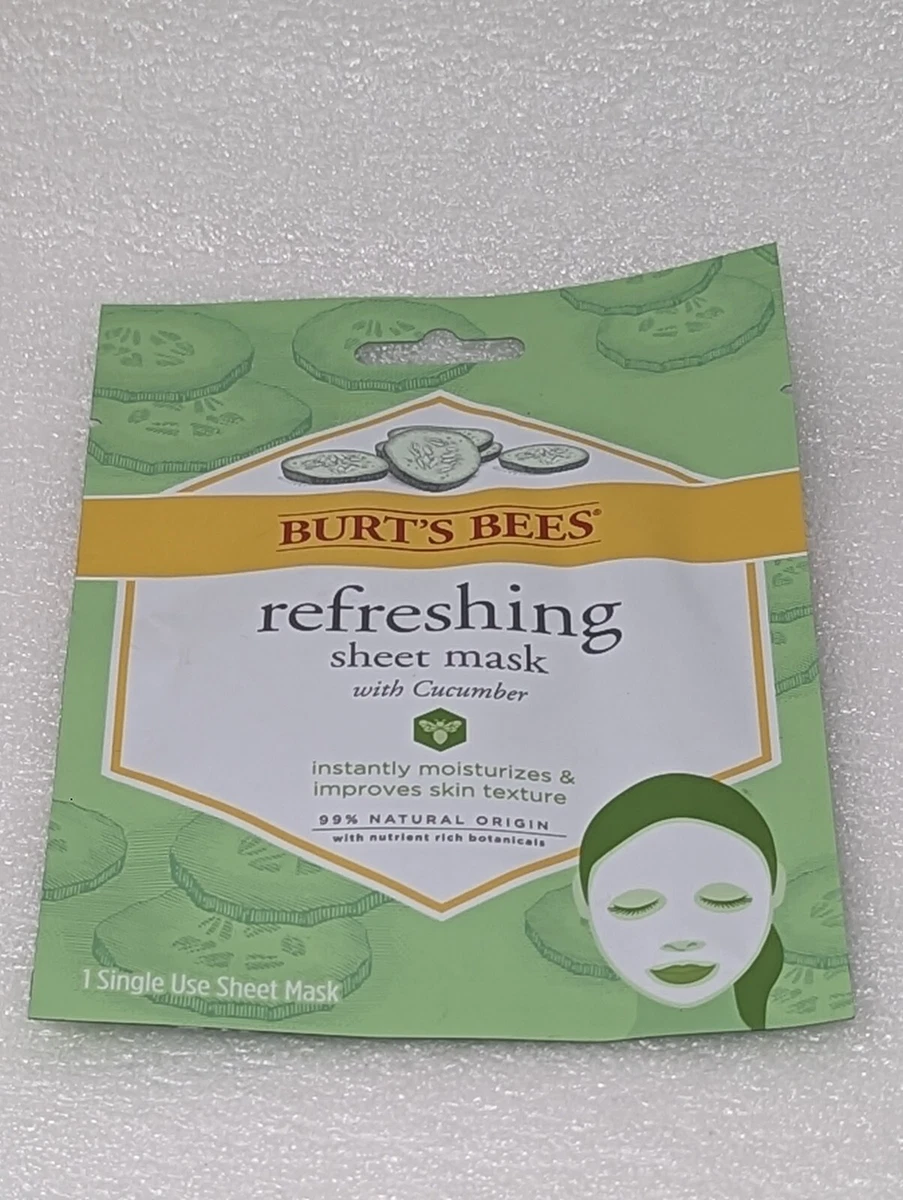 BURT'S BEES®
refreshing
sheet mask
with Cucumber
instantly moisturizes &
improves skin texture
99% NATURAL ORIGIN
with nutrient rich botanicals
1 Single Use Sheet Mask